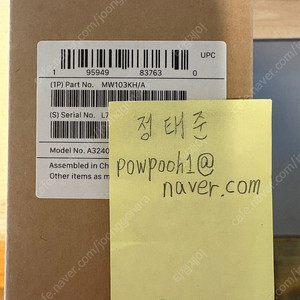 UPC
1 95949 83763 0
(1P) Part No. MW103KH/A
(S) Serial No. L7
Model No. A3240
Assembled in Ch
Other items as m
정태준
powpooh1@
naver.com